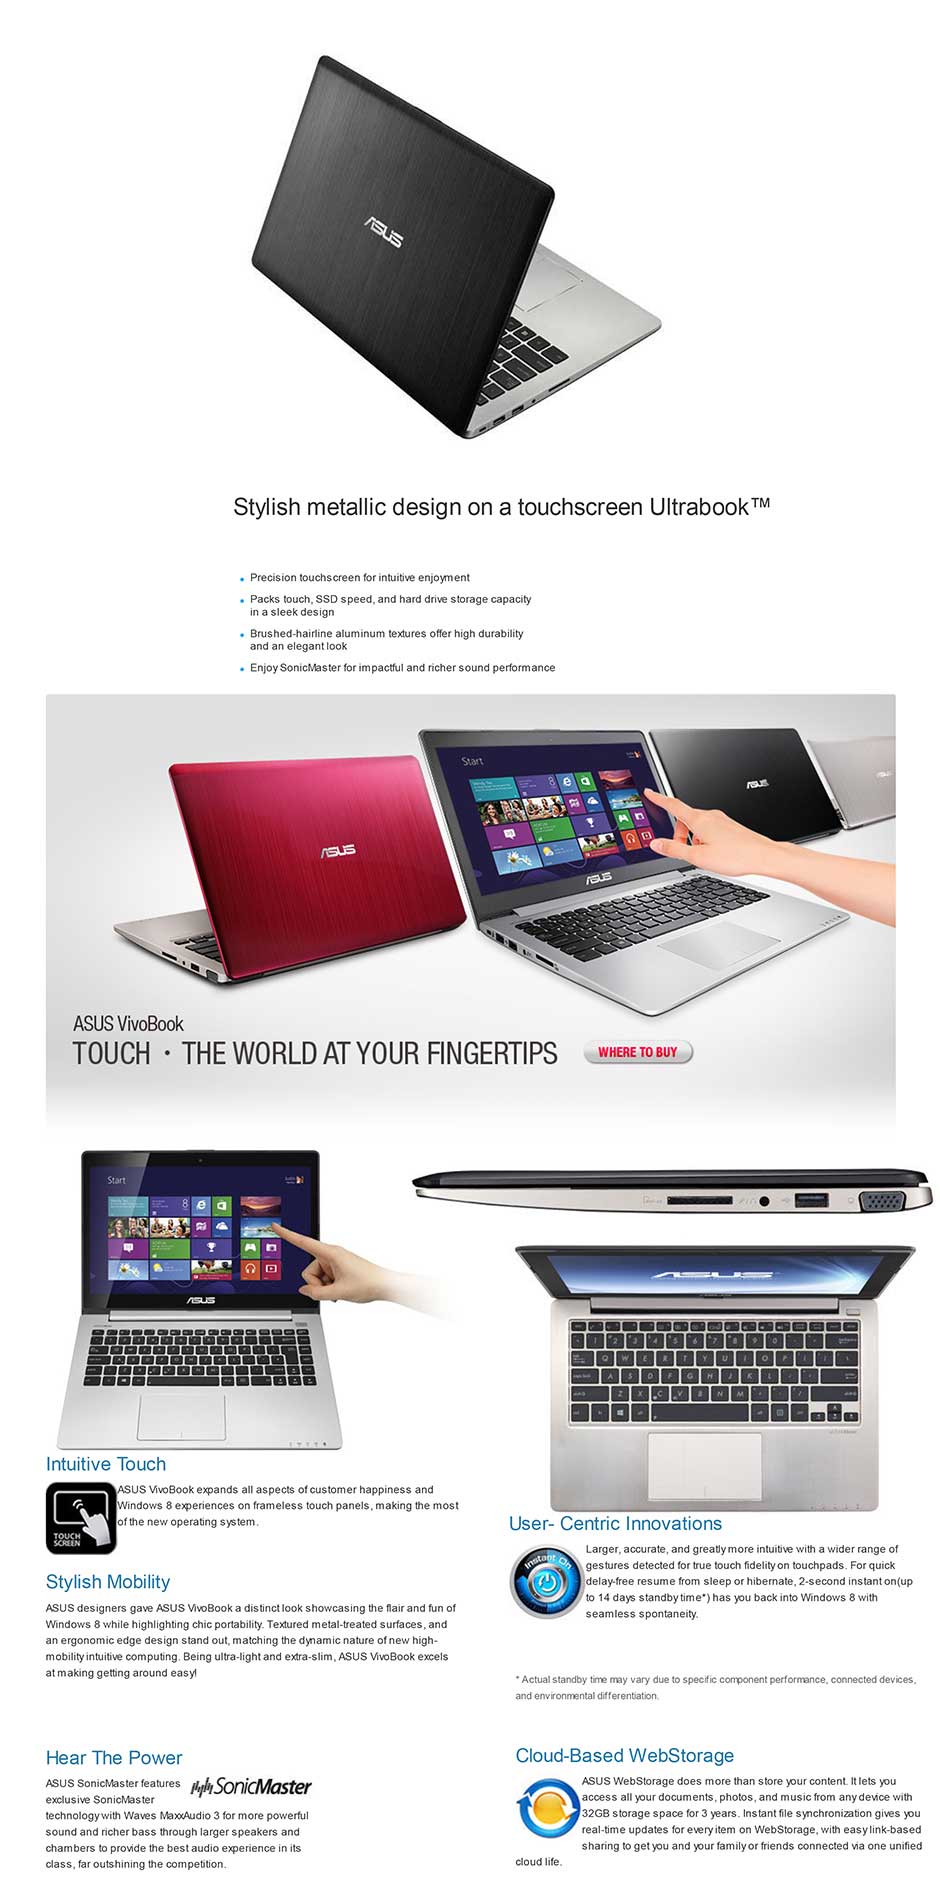 ASUS
Stylish metallic design on a touchscreen Ultrabook™
Precision touchscreen for intuitive enjoyment
Packs touch, SSD speed, and hard drive storage capacity
in a sleek design
Brushed-hairline aluminum textures offer high durability
and an elegant look
Enjoy SonicMaster for impactful and richer sound performance
Start
ASUS
ASUS
ASUS
ASUS VivoBook
TOUCH · THE WORLD AT YOUR FINGERTIPS
WHERE TO BUY
Start
ASUS
ASUS
Intuitive Touch
TOUCH
SCREEN
ASUS VivoBook expands all aspects of customer happiness and
Windows 8 experiences on frameless touch panels, making the most
of the new operating system.
Stylish Mobility
ASUS designers gave ASUS VivoBook a distinct look showcasing the flair and fun of
Windows 8 while highlighting chic portability. Textured metal-treated surfaces, and
an ergonomic edge design stand out, matching the dynamic nature of new high-
mobility intuitive computing. Being ultra-light and extra-slim, ASUS VivoBook excels
at making getting around easy!
User- Centric Innovations
Instant On
Larger, accurate, and greatly more intuitive with a wider range of
gestures detected for true touch fidelity on touchpads. For quick
delay-free resume from sleep or hibernate, 2-second instant on(up
to 14 days standby time*) has you back into Windows 8 with
seamless spontaneity.
* Actual standby time may vary due to specific component performance, connected devices,
and environmental differentiation.
Hear The Power
SonicMaster
ASUS SonicMaster features
exclusive SonicMaster
technology with Waves MaxxAudio 3 for more powerful
sound and richer bass through larger speakers and
chambers to provide the best audio experience in its
class, far outshining the competition.
Cloud-Based WebStorage
ASUS WebStorage does more than store your content. It lets you
access all your documents, photos, and music from any device with
32GB storage space for 3 years. Instant file synchronization gives you
real-time updates for every item on WebStorage, with easy link-based
sharing to get you and your family or friends connected via one unified
cloud life.